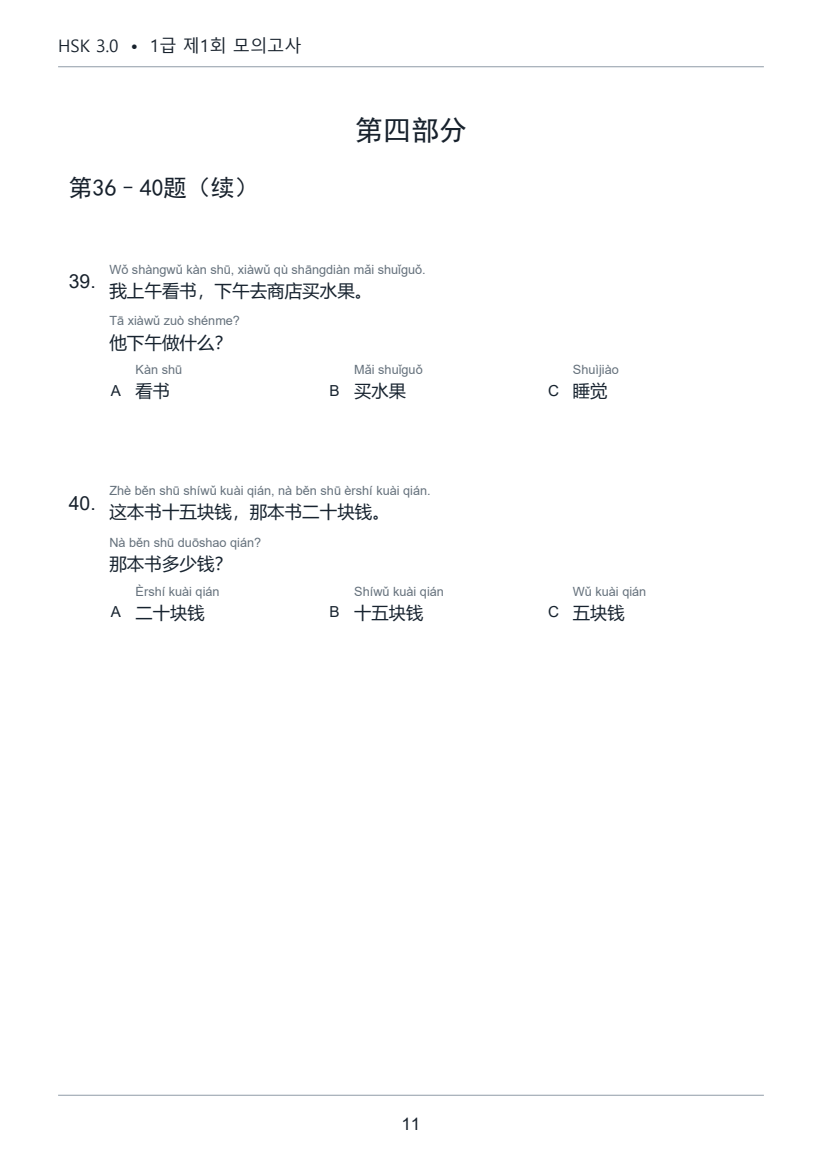 HSK 3.0 • 1급 제1회 모의고사
第四部分
第36–40题（续）
Wǒ shàngwǔ kàn shū, xiàwǔ qù shāngdiàn mǎi shuǐguǒ.
39. 我上午看书，下午去商店买水果。
Tā xiàwǔ zuò shénme?
他下午做什么？
Kàn shū Mǎi shuǐguǒ Shuìjiào
A 看书 B 买水果 C 睡觉
Zhè běn shū shíwǔ kuài qián, nà běn shū èrshí kuài qián.
40. 这本书十五块钱，那本书二十块钱。
Nà běn shū duōshao qián?
那本书多少钱？
Èrshí kuài qián Shíwǔ kuài qián Wǔ kuài qián
A 二十块钱 B 十五块钱 C 五块钱
11